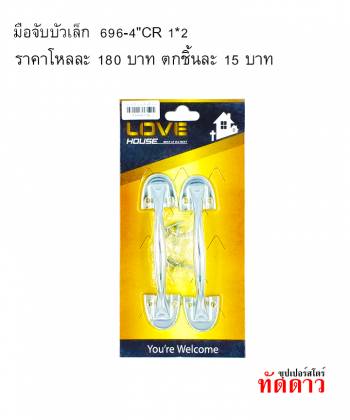 มือจับบัวเล็ก 696-4"CR 1*2
ราคาโหลละ 180 บาท ตกชิ้นละ 15 บาท
LOVE
HOUSE
You're Welcome
ซุปเปอร์สโตร์
ทัดดาว